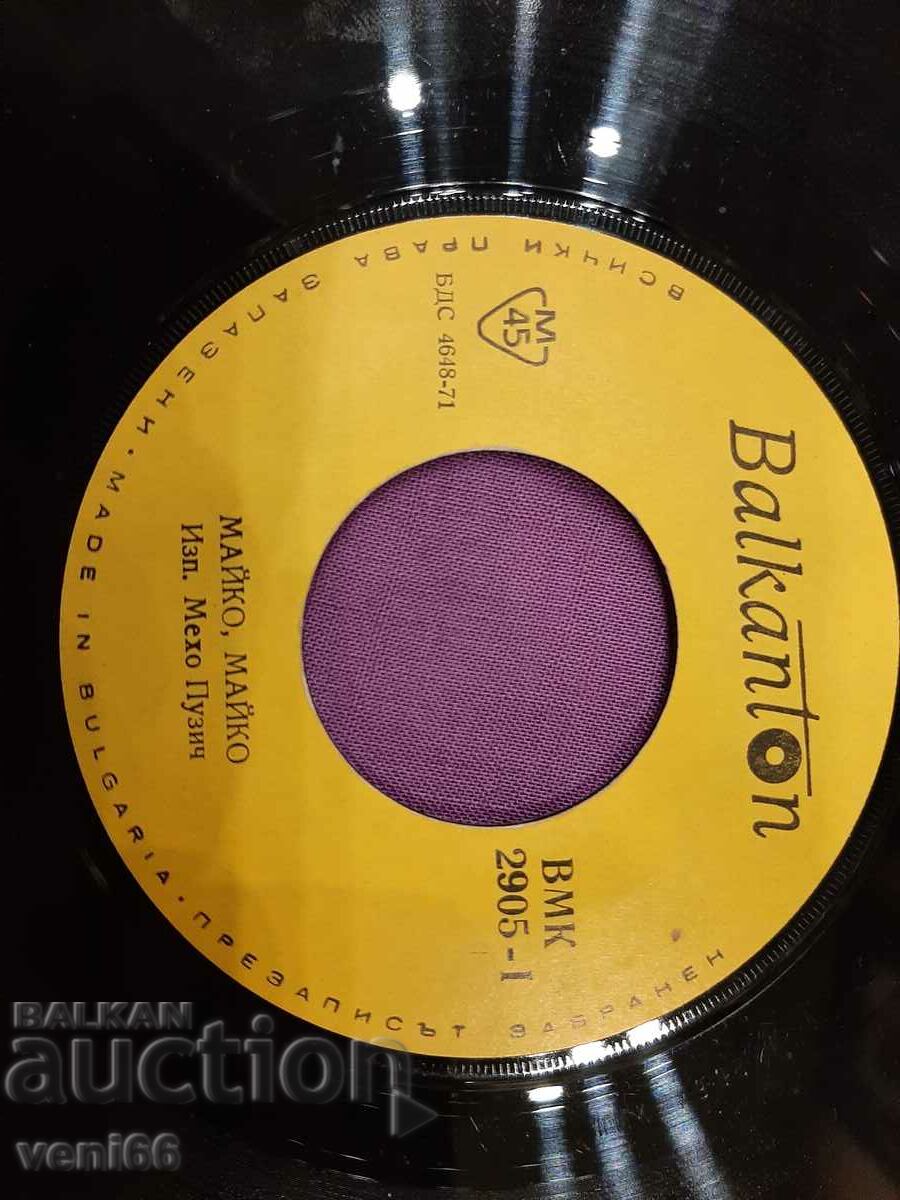 Balkanton
ВСИЧКИ ПРАВА ЗАПАЗЕНИ · MADE IN BULGARIA · ПРЕЗАПИСЪТ ЗАБРАНЕН
М
45
БДС 4648-71
ВМК
2905-I
МАЙКО, МАЙКО
Изп. Мехо Пузич
BALKAN
auction
veni66